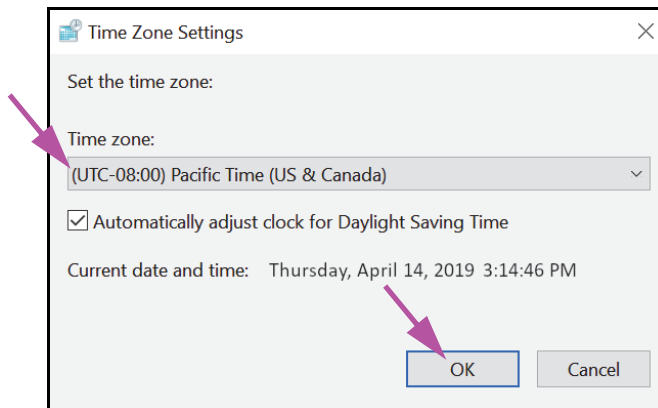 Time Zone Settings
Set the time zone:
Time zone:
(UTC-08:00) Pacific Time (US & Canada)
Automatically adjust clock for Daylight Saving Time
Current date and time: Thursday, April 14, 2019 3:14:46 PM
OK Cancel